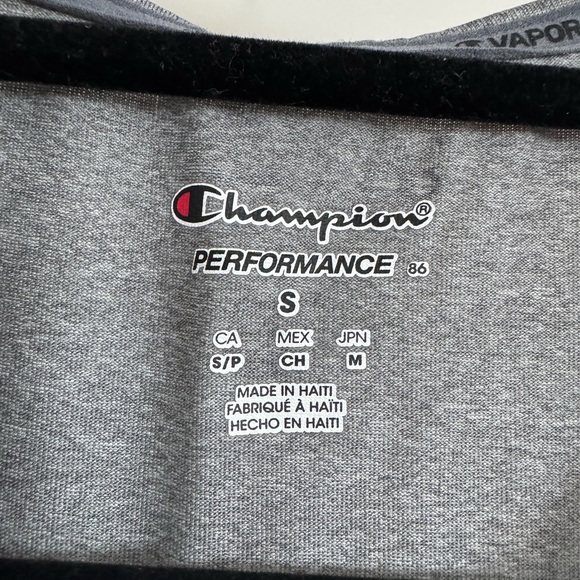 VAPOR
Champion®
PERFORMANCE 86
S
CA MEX JPN
S/P CH M
MADE IN HAITI
FABRIQUÉ À HAÏTI
HECHO EN HAITI